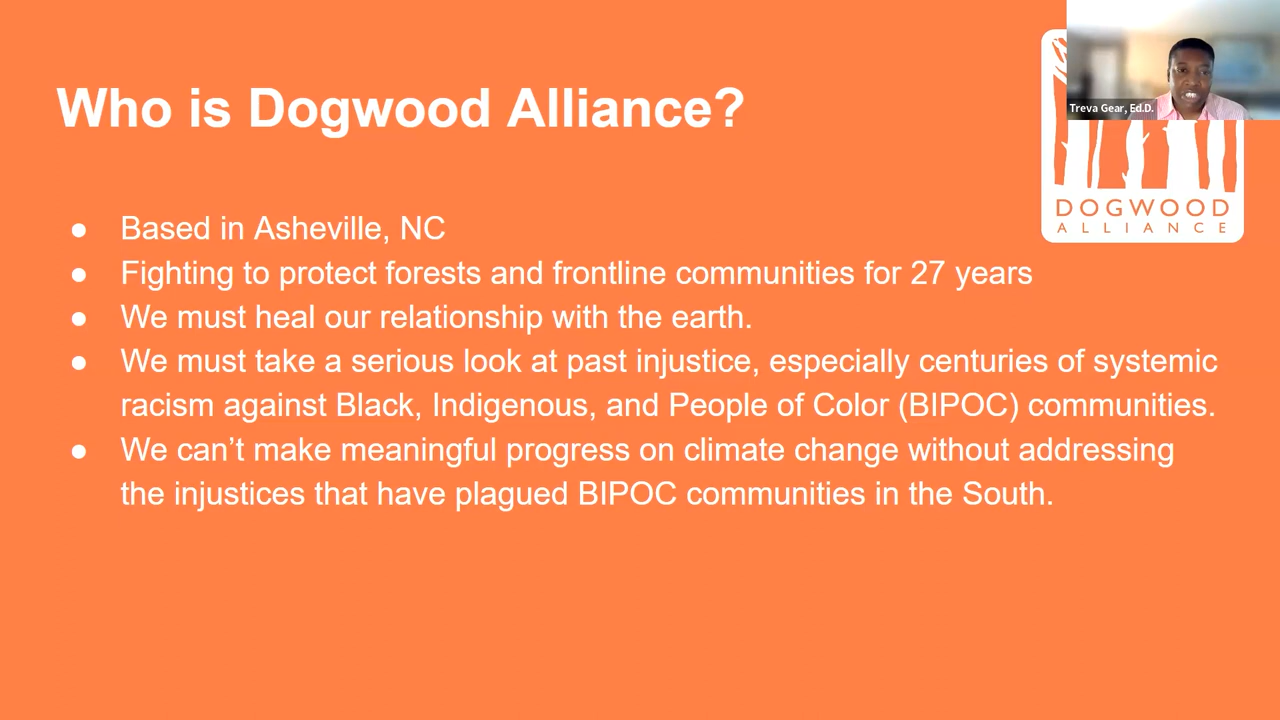 Who is Dogwood Alliance?
Treva Gear, Ed.D.
DOGWOOD
ALLIANCE
● Based in Asheville, NC
● Fighting to protect forests and frontline communities for 27 years
● We must heal our relationship with the earth.
● We must take a serious look at past injustice, especially centuries of systemic
racism against Black, Indigenous, and People of Color (BIPOC) communities.
● We can’t make meaningful progress on climate change without addressing
the injustices that have plagued BIPOC communities in the South.